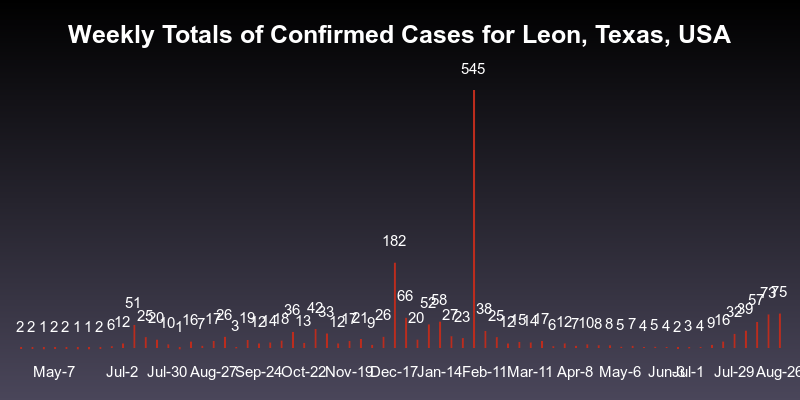 Weekly Totals of Confirmed Cases for Leon, Texas, USA
545
182
66
51 52 58
36 42 33 38 32 39 57 73 75
25 20 16 17 26 19 18 21 26 20 27 23 25
2 2 1 2 2 1 1 2 6 12 10 1 7 3 12 14 13 12 17 9 12 15 14 17 6 12 7 10 8 8 5 7 4 5 4 2 3 4 9 16
May-7 Jul-2 Jul-30 Aug-27 Sep-24 Oct-22 Nov-19 Dec-17 Jan-14 Feb-11 Mar-11 Apr-8 May-6 Jun-3 Jul-1 Jul-29 Aug-26